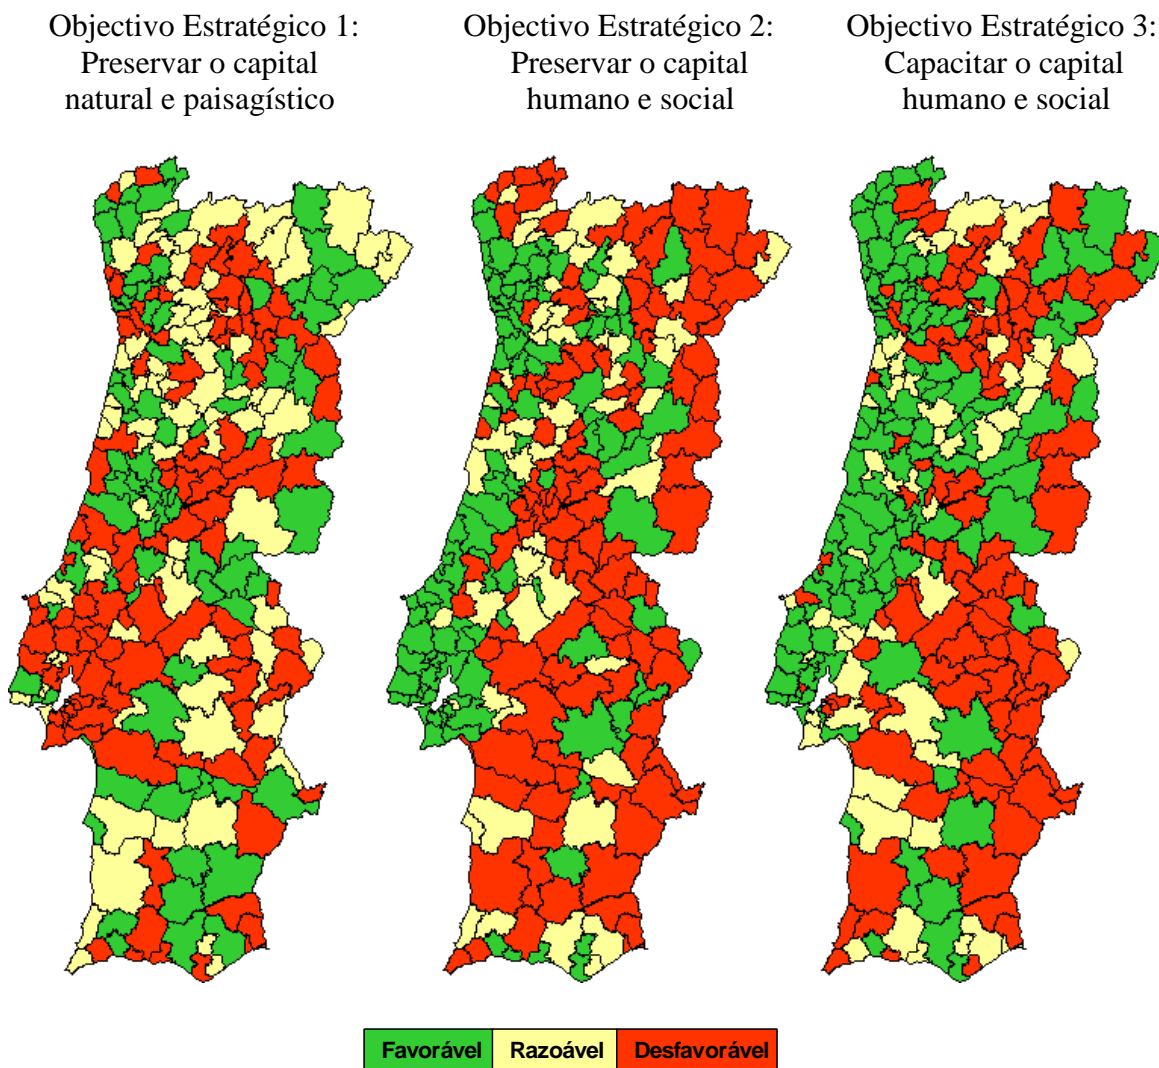 Objectivo Estratégico 1:
Preservar o capital
natural e paisagístico
Objectivo Estratégico 2:
Preservar o capital
humano e social
Objectivo Estratégico 3:
Capacitar o capital
humano e social
Favorável
Razoável
Desfavorável